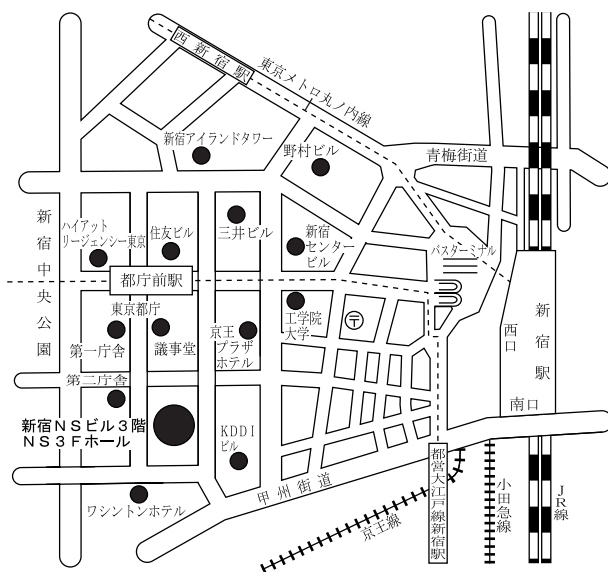 西新宿駅
東京メトロ丸ノ内線
新宿アイランドタワー
野村ビル
青梅街道
新宿中央公園
ハイアット
リージェンシー東京
住友ビル
三井ビル
新宿
センター
ビル
バスターミナル
都庁前駅
東京都庁
第一庁舎
議事堂
京王
プラザ
ホテル
工学院
大学
〒
西口
新宿駅
第二庁舎
南口
新宿NSビル3階
NS3Fホール
KDDI
ビル
甲州街道
ワシントンホテル
京王線
都営大江戸線新宿駅
小田急線
JR線